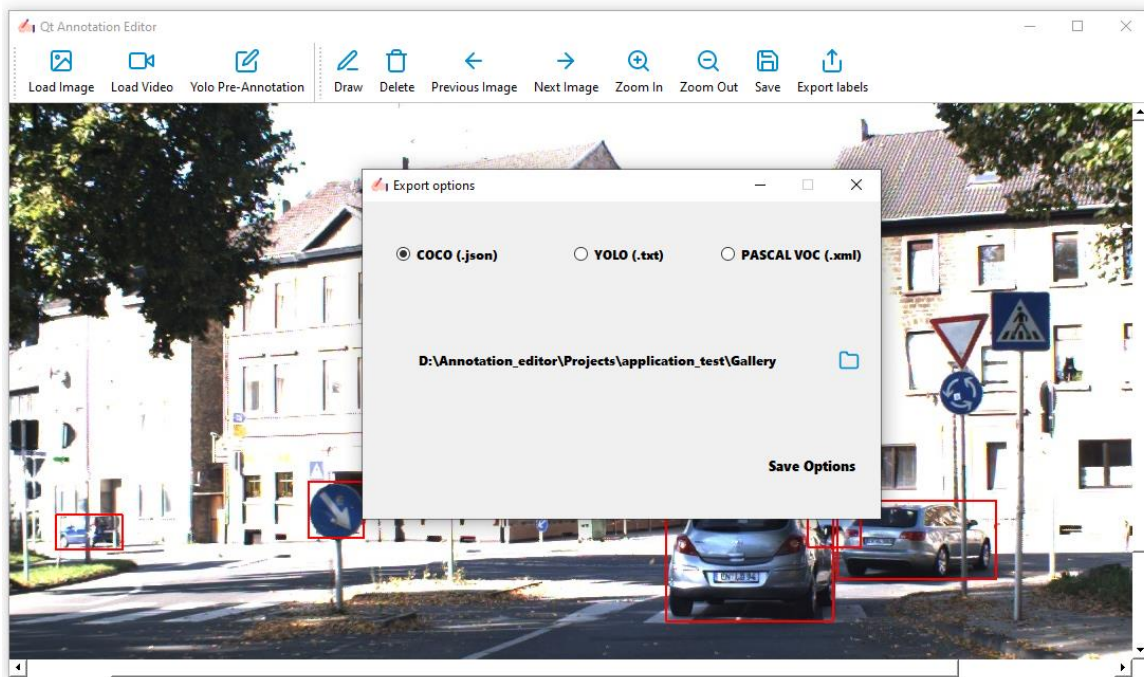 Qt Annotation Editor
Load Image Load Video Yolo Pre-Annotation Draw Delete Previous Image Next Image Zoom In Zoom Out Save Export labels
Export options
COCO (.json) YOLO (.txt) PASCAL VOC (.xml)
D:\Annotation_editor\Projects\application_test\Gallery
Save Options